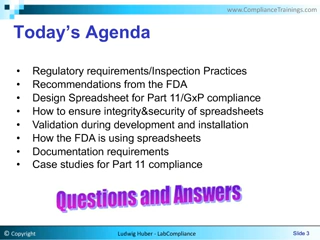 www.ComplianceTrainings.com
Today's Agenda
• Regulatory requirements/Inspection Practices
• Recommendations from the FDA
• Design Spreadsheet for Part 11/GxP compliance
• How to ensure integrity&security of spreadsheets
• Validation during development and installation
• How the FDA is using spreadsheets
• Documentation requirements
• Case studies for Part 11 compliance
Questions and Answers
© Copyright Ludwig Huber - LabCompliance Slide 3